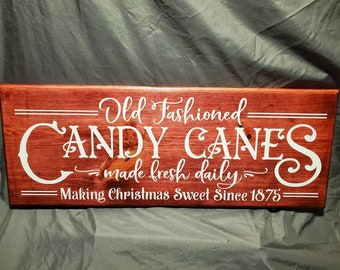 Old Fashioned
CANDY CANES
made fresh daily
Making Christmas Sweet Since 1875